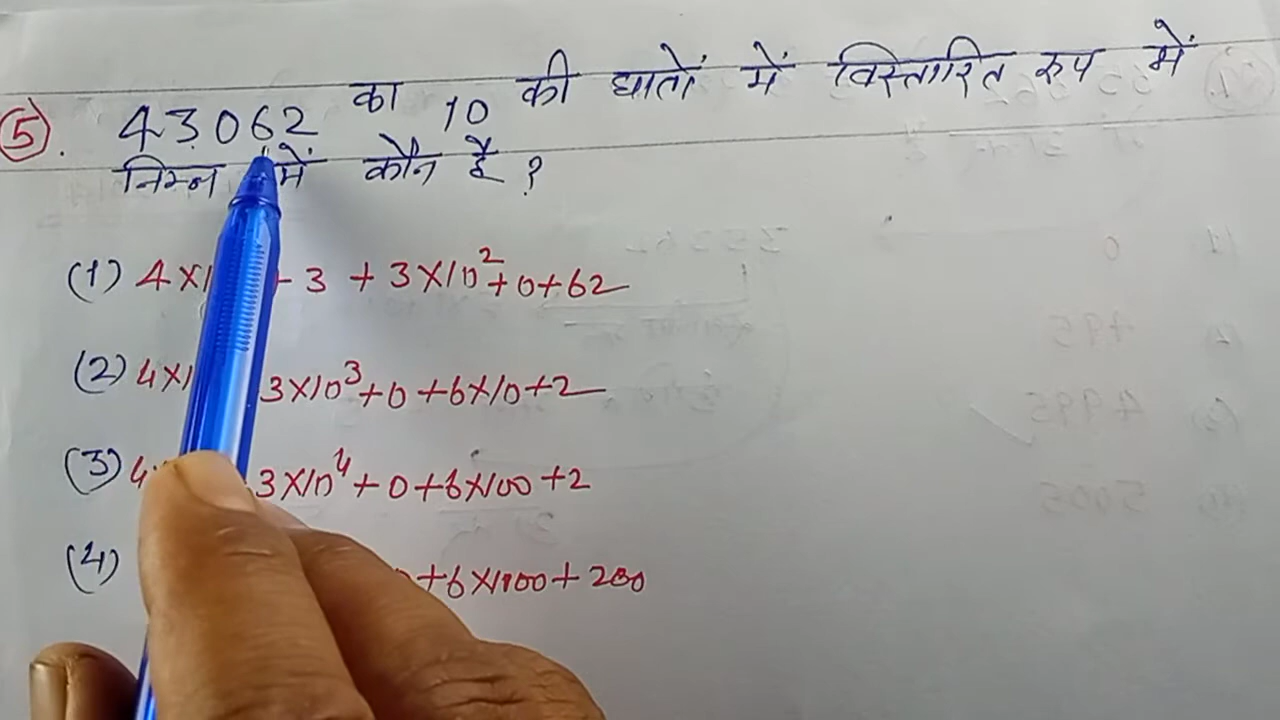 (5). 43062 का 10 की घातों में विस्तारित रुप में
निम्न में कौन है ?
(1) 4×1 3 + 3×10² + 0 + 62
(2) 4×1 3×10³ + 0 + 6×10 + 2
(3) 4 3×10⁴ + 0 + 6×100 + 2
(4) + 6×1100 + 200